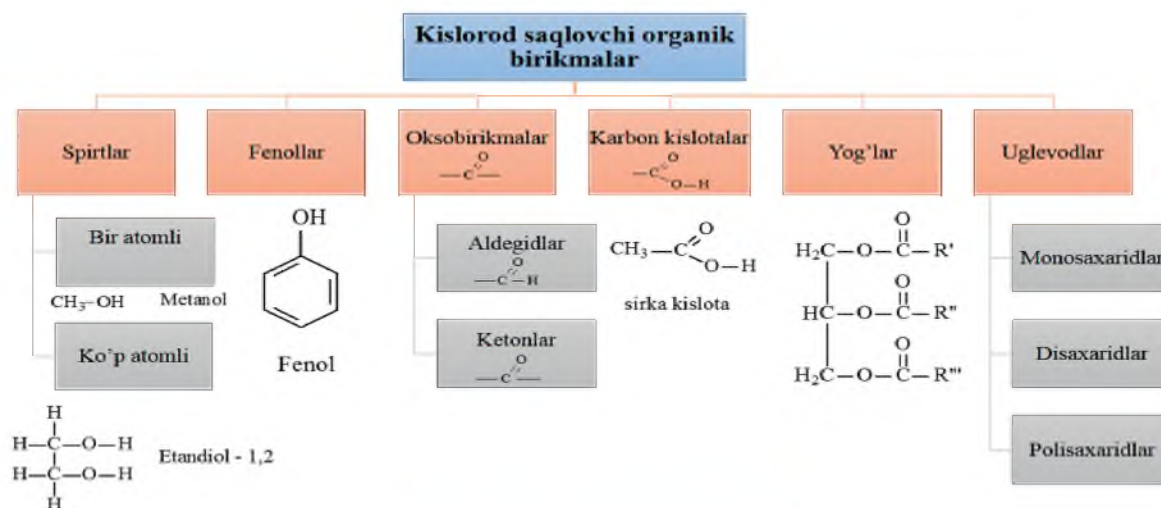 Kislorod saqlovchi organik
birikmalar
Spirtlar
Fenollar
Oksobirikmalar
O
—C—
Karbon kislotalar
O
—C
O—H
Yog’lar
Uglevodlar
Bir atomli
CH₃–OH Metanol
Ko’p atomli
H
H—C—O—H
H—C—O—H
H
Etandiol - 1,2
OH
Fenol
Aldegidlar
O
—C—H
Ketonlar
O
—C—
O
CH₃—C
O—H
sirka kislota
O
H₂C—O—C—R'
O
HC—O—C—R"
O
H₂C—O—C—R"'
Monosaxaridlar
Disaxaridlar
Polisaxaridlar